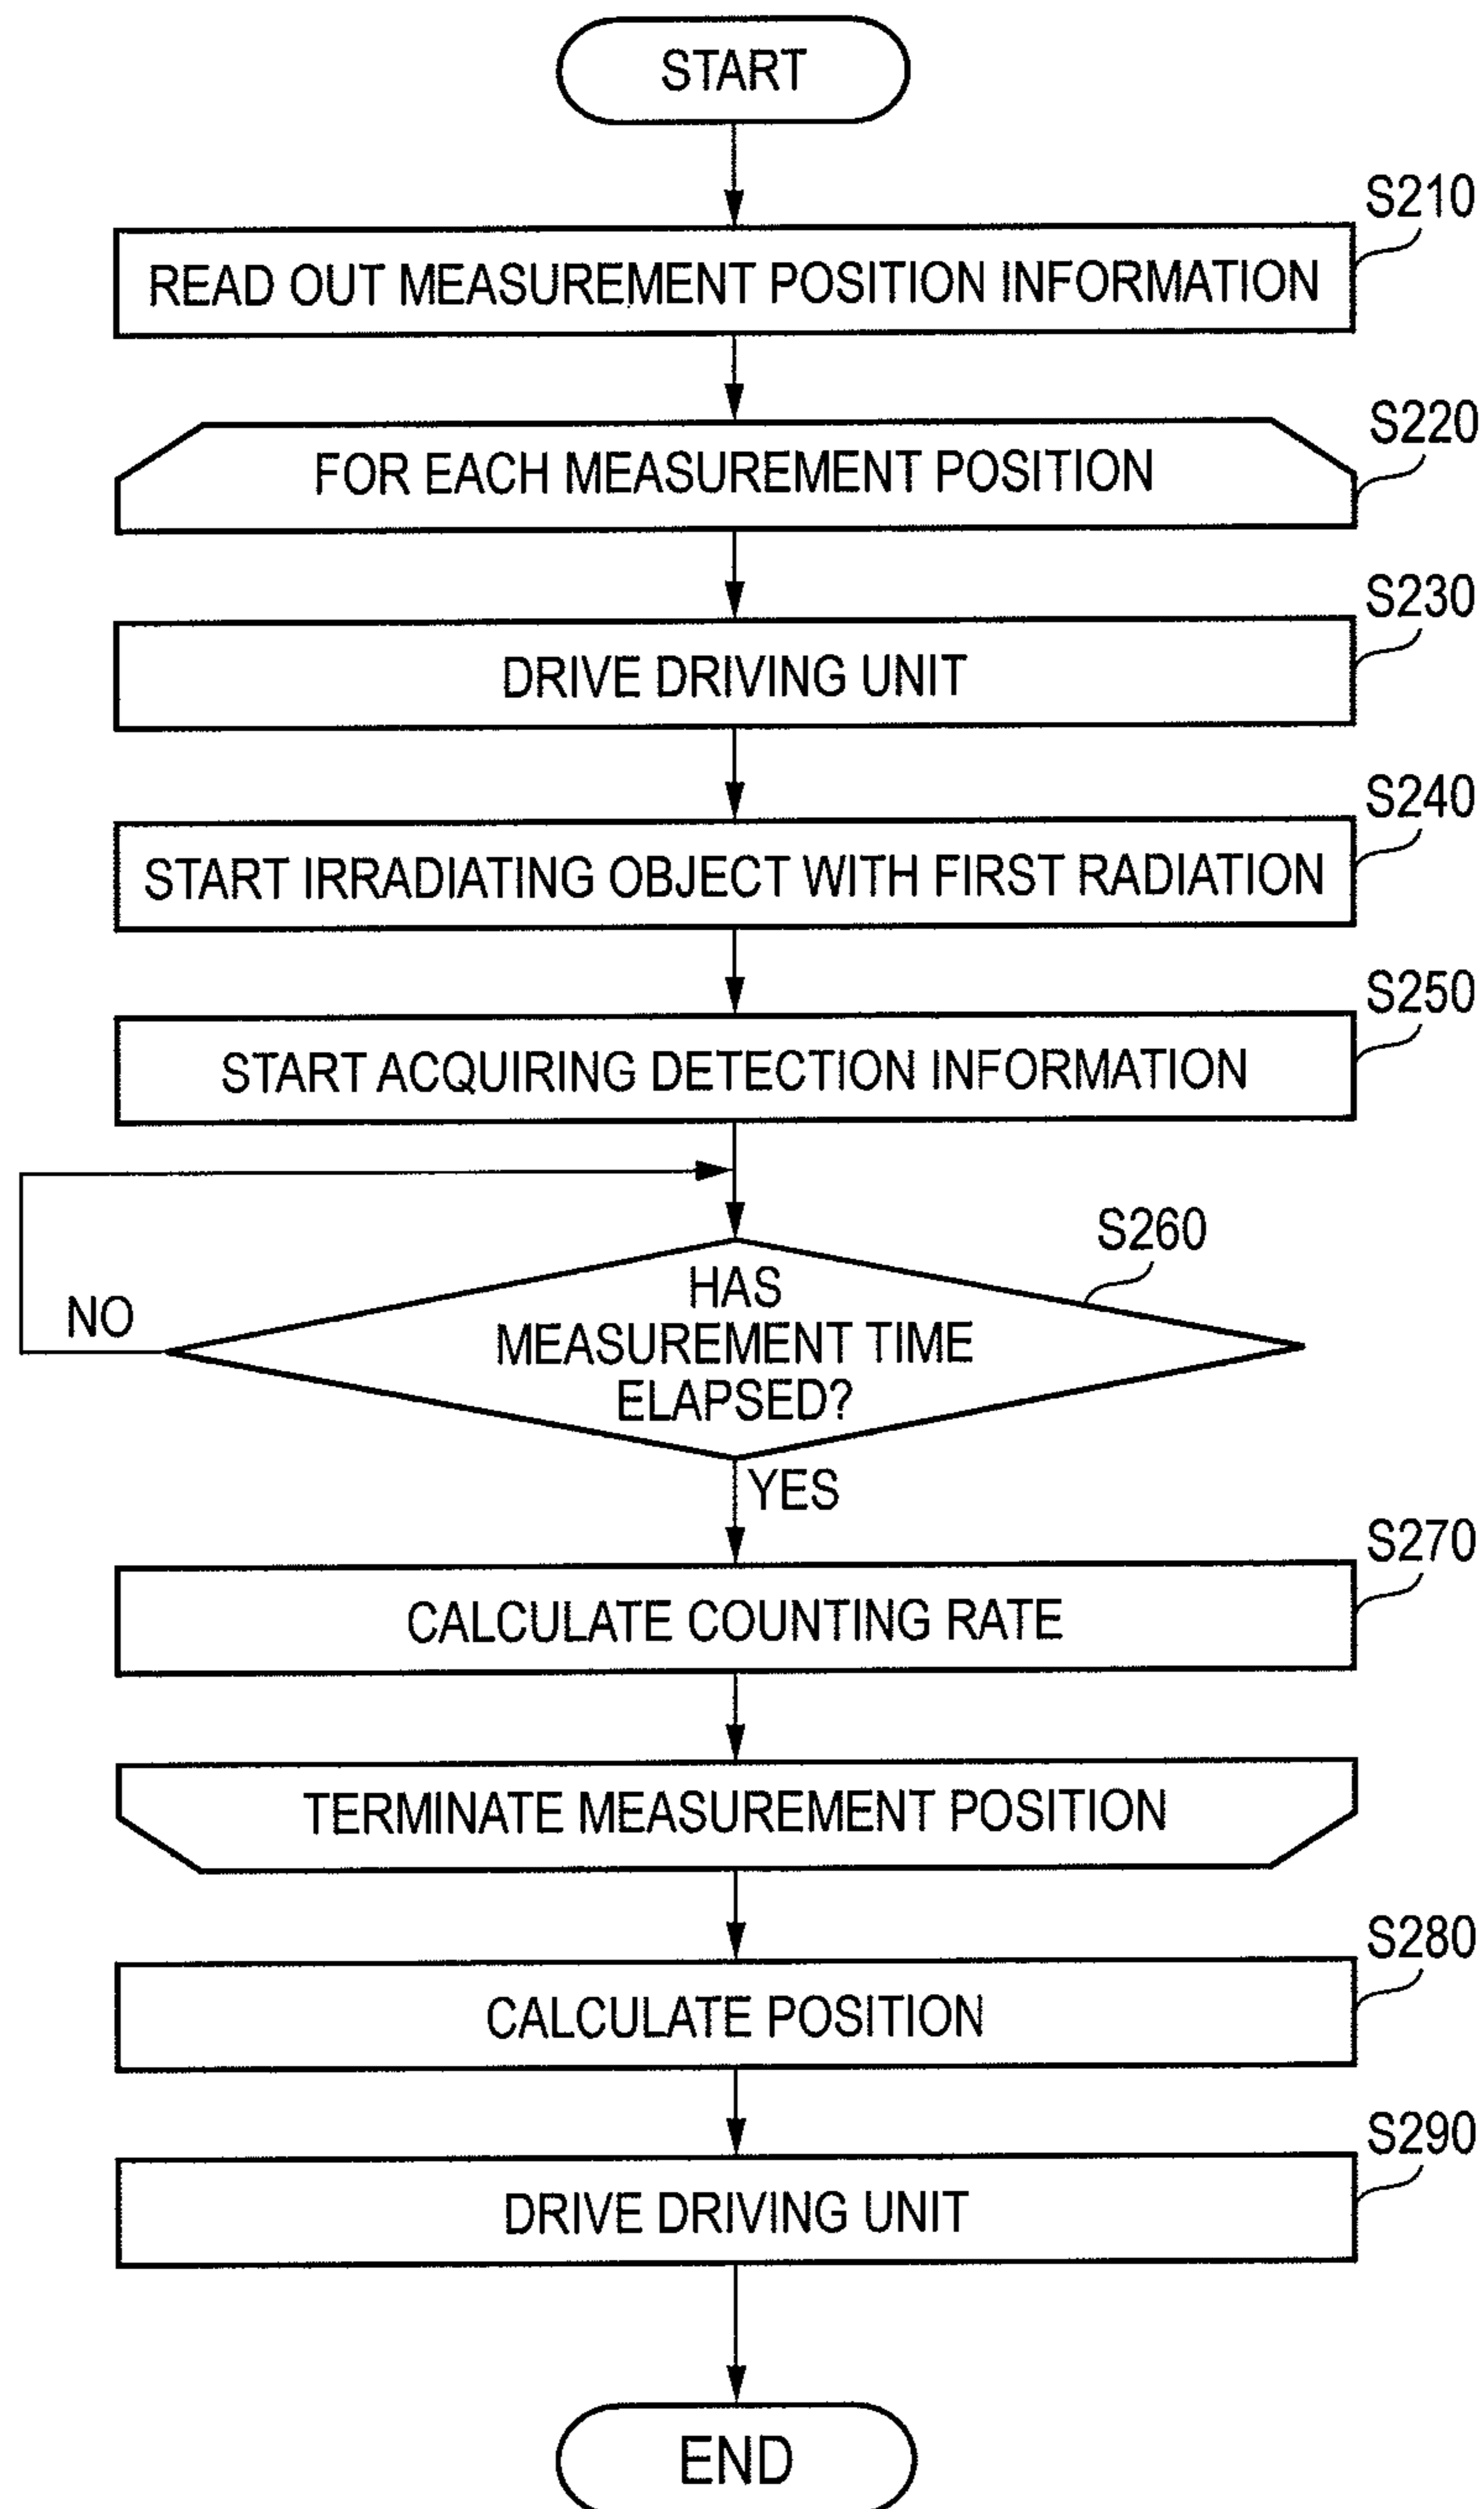 START
S210
READ OUT MEASUREMENT POSITION INFORMATION
S220
FOR EACH MEASUREMENT POSITION
S230
DRIVE DRIVING UNIT
S240
START IRRADIATING OBJECT WITH FIRST RADIATION
S250
START ACQUIRING DETECTION INFORMATION
S260
HAS
MEASUREMENT TIME
ELAPSED?
NO
YES
S270
CALCULATE COUNTING RATE
TERMINATE MEASUREMENT POSITION
S280
CALCULATE POSITION
S290
DRIVE DRIVING UNIT
END